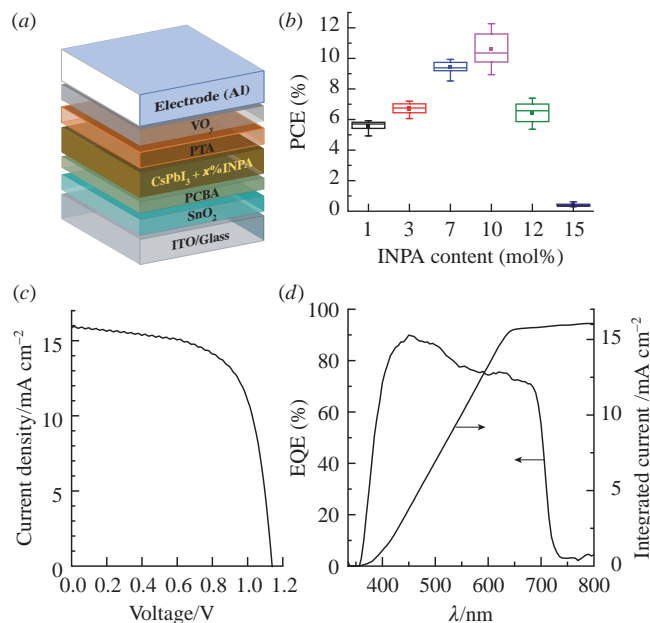 (a)
Electrode (Al)
VOy
PTA
CsPbI3 + x%INPA
PCBA
SnO2
ITO/Glass
(b)
PCE (%)
12
10
8
6
4
2
0
1 3 7 10 12 15
INPA content (mol%)
(c)
Current density/mA cm−2
15
10
5
0
0.0 0.2 0.4 0.6 0.8 1.0 1.2
Voltage/V
(d)
EQE (%)
100
80
60
40
20
0
400 500 600 700 800
λ/nm
15
10
5
0
Integrated current /mA cm−2